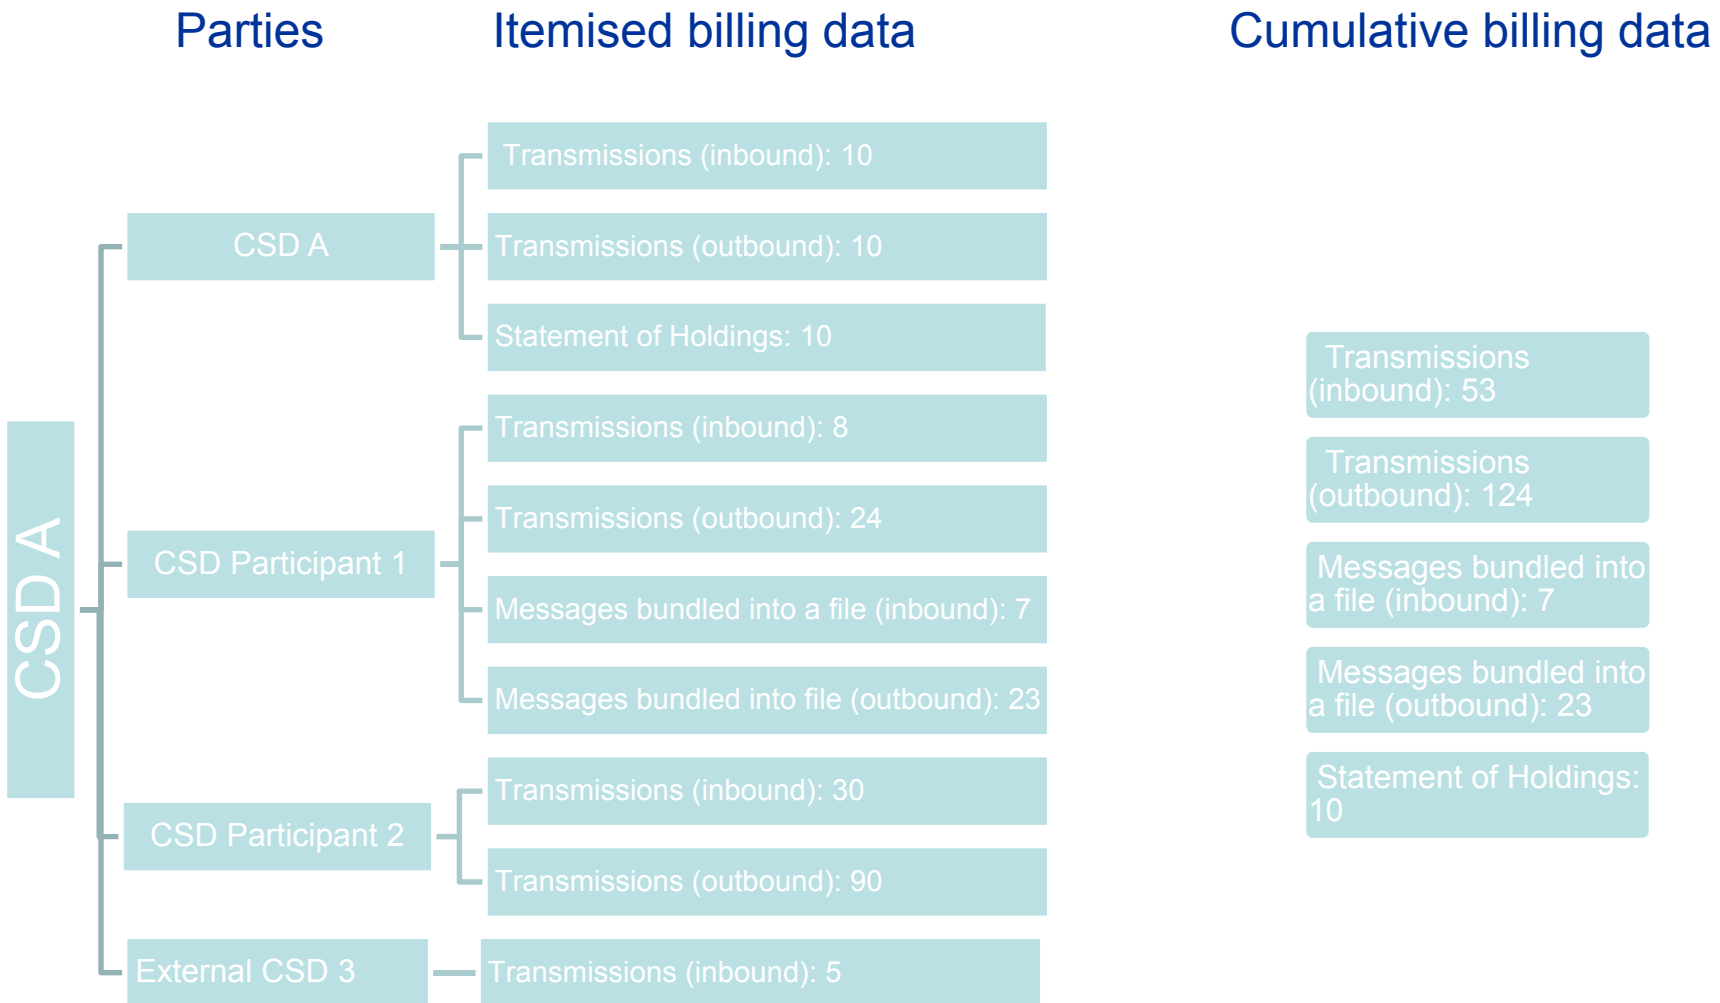 Parties
Itemised billing data
Cumulative billing data
CSD A
CSD A
Transmissions (inbound): 10
Transmissions (outbound): 10
Statement of Holdings: 10
CSD Participant 1
Transmissions (inbound): 8
Transmissions (outbound): 24
Messages bundled into a file (inbound): 7
Messages bundled into file (outbound): 23
CSD Participant 2
Transmissions (inbound): 30
Transmissions (outbound): 90
External CSD 3
Transmissions (inbound): 5
Transmissions
(inbound): 53
Transmissions
(outbound): 124
Messages bundled into
a file (inbound): 7
Messages bundled into
a file (outbound): 23
Statement of Holdings:
10